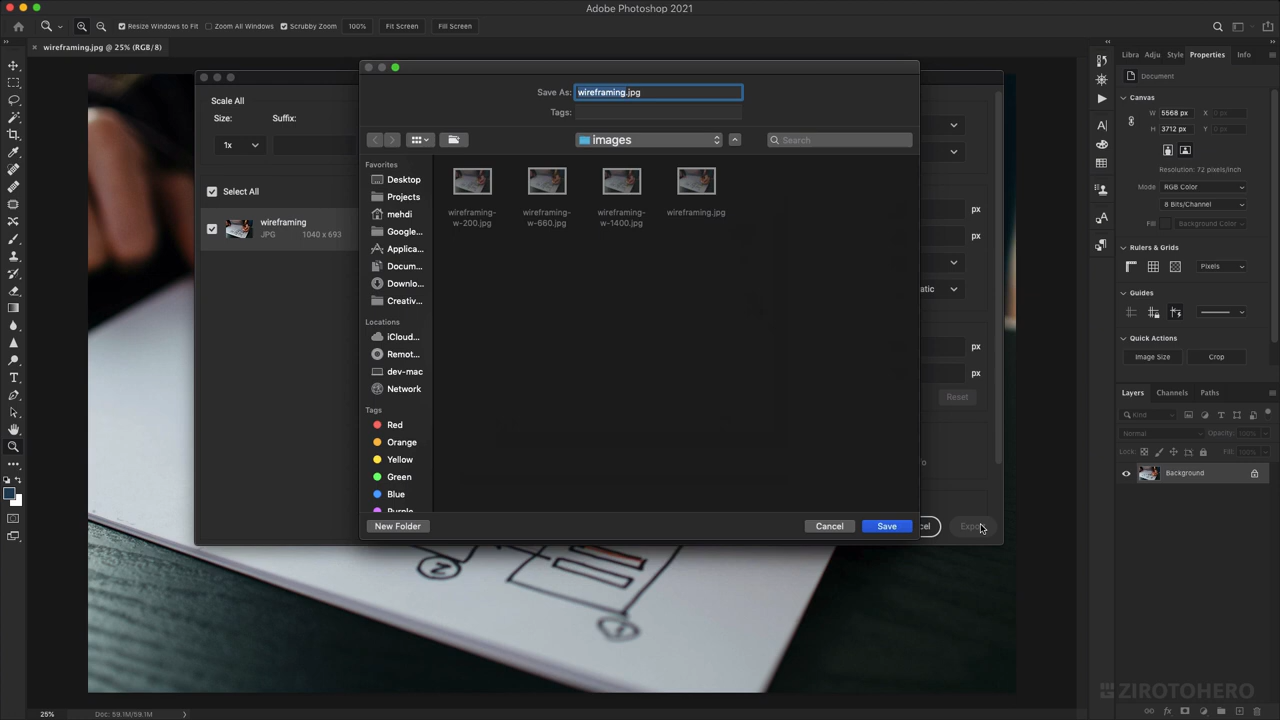 Adobe Photoshop 2021
Resize Windows to Fit
Zoom All Windows
Scrubby Zoom
100%
Fit Screen
Fill Screen
wireframing.jpg @ 25% (RGB/8)
Scale All
Size:
Suffix:
1x
Select All
wireframing
JPG 1040 x 693
Save As: wireframing.jpg
Tags:
images
Search
Favorites
Desktop
Projects
mehdi
Google...
Applica...
Docum...
Downlo...
Creativ...
Locations
iCloud...
Remot...
dev-mac
Network
Tags
Red
Orange
Yellow
Green
Blue
Purple
wireframing-
w-200.jpg
wireframing-
w-660.jpg
wireframing-
w-1400.jpg
wireframing.jpg
New Folder
Cancel
Save
px
px
atic
px
px
Reset
cel
Expo
Libra
Adju
Style
Properties
Info
Document
Canvas
W 5568 px
X
H 3712 px
Y
Resolution: 72 pixels/inch
Mode RGB Color
8 Bits/Channel
Fill Background Color
Rulers & Grids
Pixels
Guides
Quick Actions
Image Size
Crop
Layers
Channels
Paths
Kind
Normal
Opacity: 100%
Lock:
Fill: 100%
Background
ZIROTOHERO
25%
Doc: 59.1M/59.1M